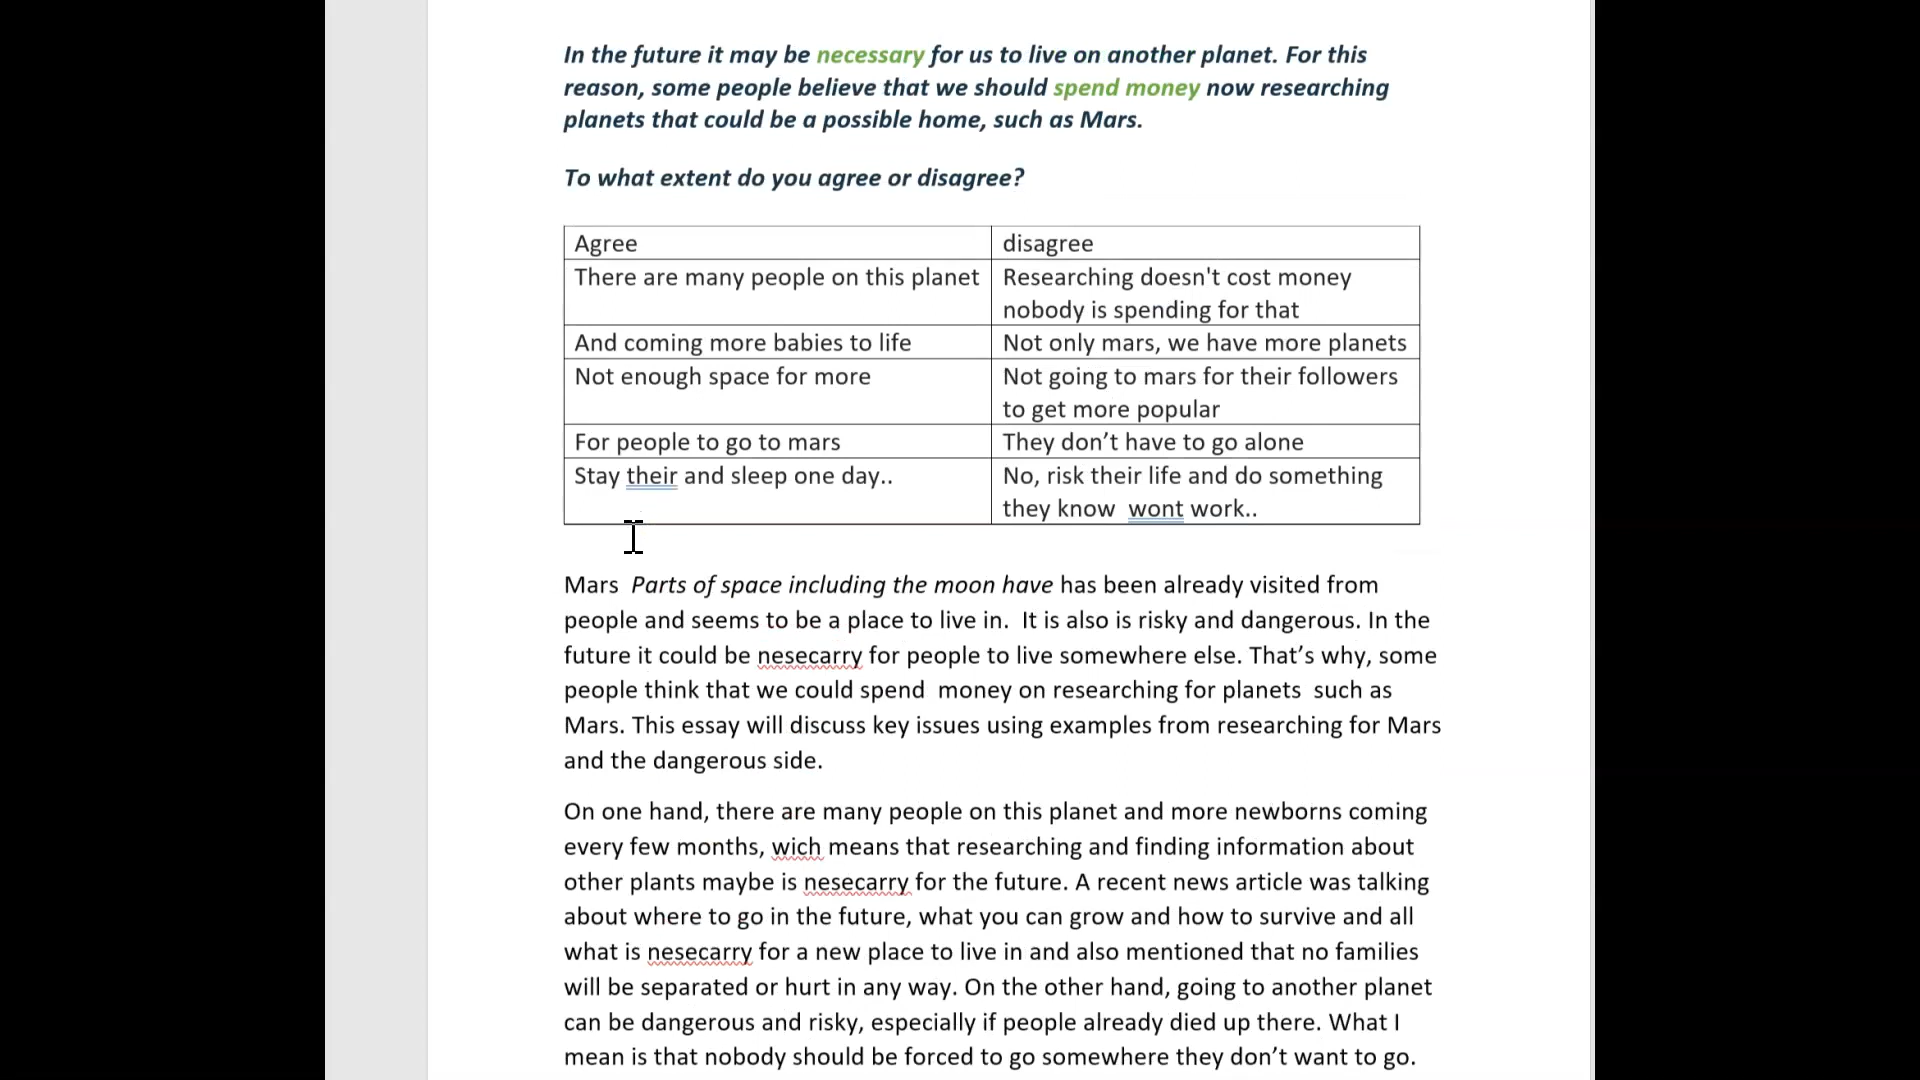 In the future it may be necessary for us to live on another planet. For this
reason, some people believe that we should spend money now researching
planets that could be a possible home, such as Mars.
To what extent do you agree or disagree?
Agree
disagree
There are many people on this planet
Researching doesn't cost money
nobody is spending for that
And coming more babies to life
Not only mars, we have more planets
Not enough space for more
Not going to mars for their followers
to get more popular
For people to go to mars
They don’t have to go alone
Stay their and sleep one day..
No, risk their life and do something
they know  wont work..
Mars  Parts of space including the moon have has been already visited from
people and seems to be a place to live in.  It is also is risky and dangerous. In the
future it could be nesecarry for people to live somewhere else. That’s why, some
people think that we could spend  money on researching for planets  such as
Mars. This essay will discuss key issues using examples from researching for Mars
and the dangerous side.
On one hand, there are many people on this planet and more newborns coming
every few months, wich means that researching and finding information about
other plants maybe is nesecarry for the future. A recent news article was talking
about where to go in the future, what you can grow and how to survive and all
what is nesecarry for a new place to live in and also mentioned that no families
will be separated or hurt in any way. On the other hand, going to another planet
can be dangerous and risky, especially if people already died up there. What I
mean is that nobody should be forced to go somewhere they don’t want to go.